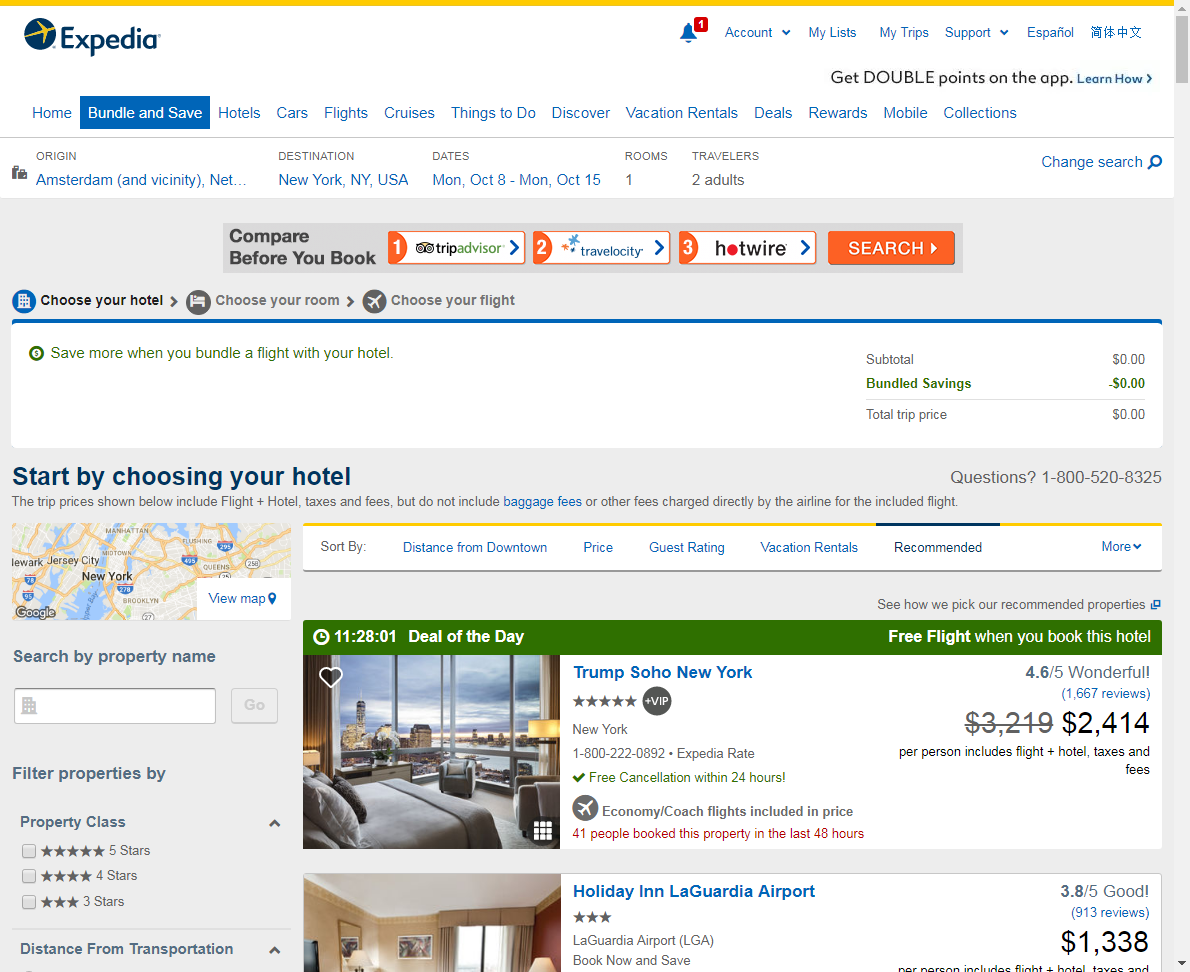 Expedia
1
Account
My Lists
My Trips
Support
Español
简体中文
Get DOUBLE points on the app. Learn How
Home
Bundle and Save
Hotels
Cars
Flights
Cruises
Things to Do
Discover
Vacation Rentals
Deals
Rewards
Mobile
Collections
ORIGIN
Amsterdam (and vicinity), Net...
DESTINATION
New York, NY, USA
DATES
Mon, Oct 8 - Mon, Oct 15
ROOMS
1
TRAVELERS
2 adults
Change search
Compare
Before You Book
1 tripadvisor
2 travelocity
3 hotwire
SEARCH
Choose your hotel
Choose your room
Choose your flight
Save more when you bundle a flight with your hotel.
Subtotal $0.00
Bundled Savings -$0.00
Total trip price $0.00
Start by choosing your hotel
Questions? 1-800-520-8325
The trip prices shown below include Flight + Hotel, taxes and fees, but do not include baggage fees or other fees charged directly by the airline for the included flight.
MANHATTAN
FLUSHING
295
MIDTOWN
ewark
Jersey City
495
258
QUEENS
New York
78
278
95
BROOKLYN
27
Google
View map
Sort By:
Distance from Downtown
Price
Guest Rating
Vacation Rentals
Recommended
More
See how we pick our recommended properties
Search by property name
Go
Filter properties by
Property Class
5 Stars
4 Stars
3 Stars
Distance From Transportation
11:28:01 Deal of the Day
Free Flight when you book this hotel
Trump Soho New York
+VIP
New York
1-800-222-0892 • Expedia Rate
Free Cancellation within 24 hours!
Economy/Coach flights included in price
41 people booked this property in the last 48 hours
4.6/5 Wonderful!
(1,667 reviews)
$3,219 $2,414
per person includes flight + hotel, taxes and
fees
Holiday Inn LaGuardia Airport
LaGuardia Airport (LGA)
Book Now and Save
3.8/5 Good!
(913 reviews)
$1,338
per person includes flight + hotel, taxes and